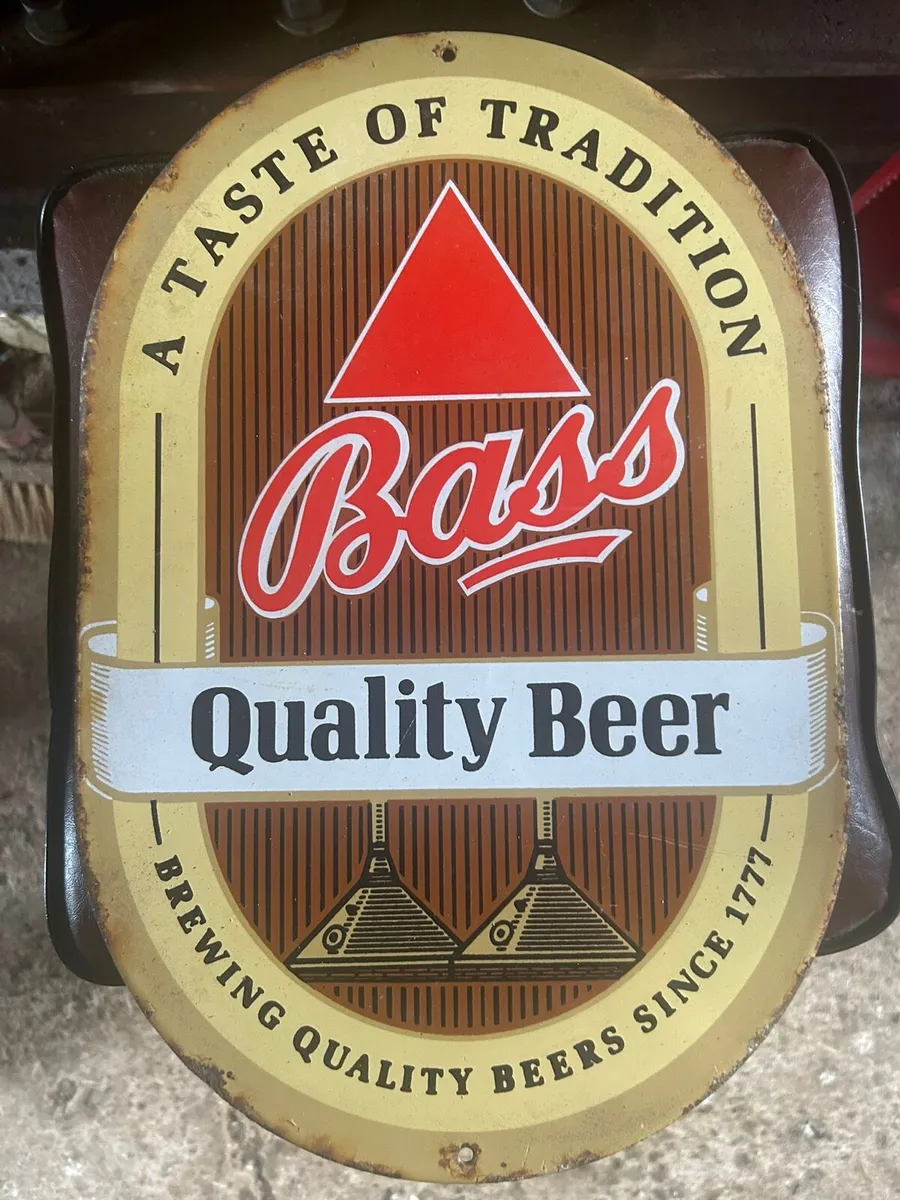 A TASTE OF TRADITION
Bass
Quality Beer
BREWING QUALITY BEERS SINCE 1777